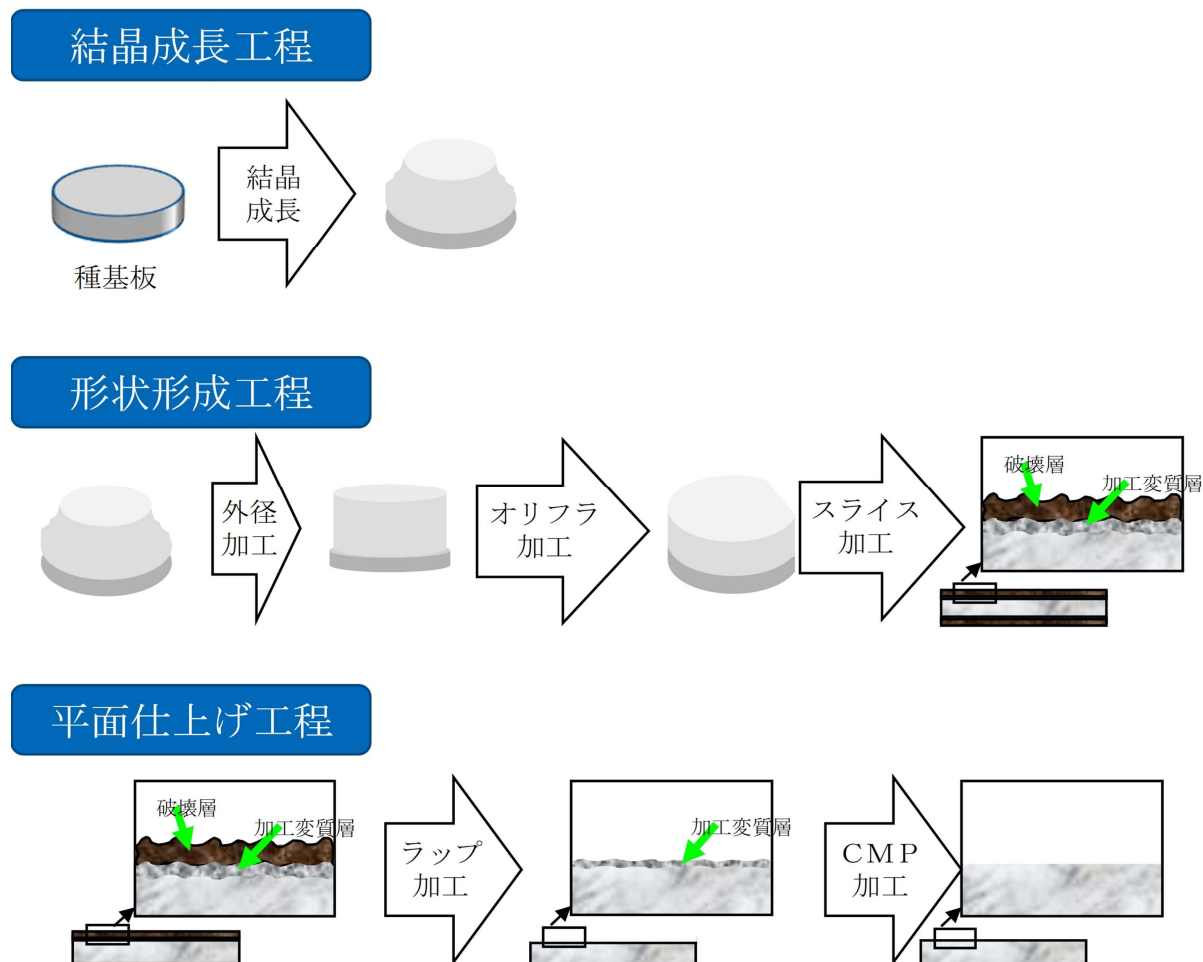 結晶成長工程
結晶
成長
種基板
形状形成工程
外径
加工
オリフラ
加工
スライス
加工
破壊層
加工変質層
平面仕上げ工程
破壊層
加工変質層
ラップ
加工
加工変質層
ＣＭＰ
加工